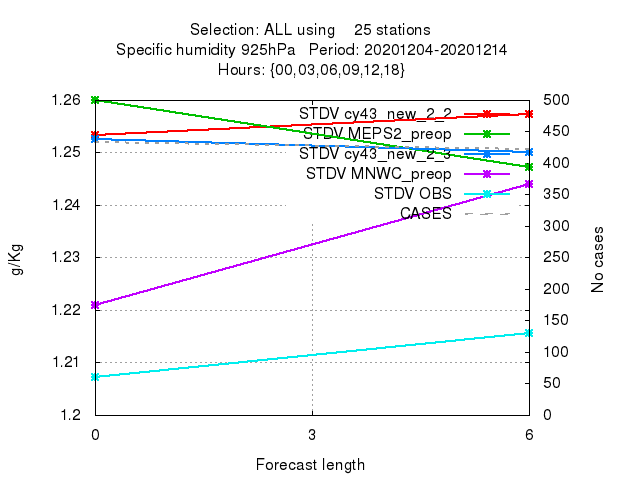 Selection: ALL using    25 stations
Specific humidity 925hPa   Period: 20201204-20201214
Hours: {00,03,06,09,12,18}
1.26
1.25
1.24
1.23
1.22
1.21
1.2
g/Kg
STDV cy43_new_2_2
STDV MEPS2_preop
STDV cy43_new_2_3
STDV MNWC_preop
STDV OBS
CASES
500
450
400
350
300
250
200
150
100
50
0
No cases
0
3
6
Forecast length